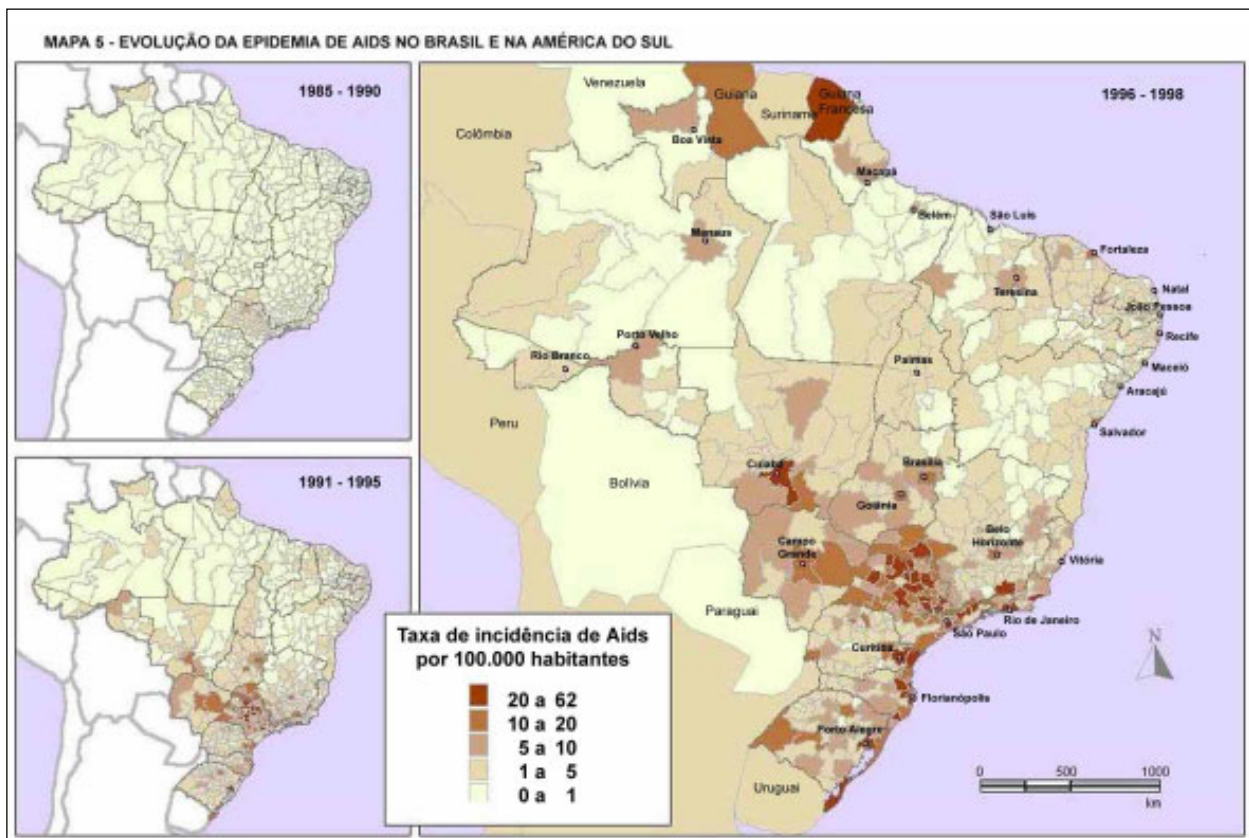 MAPA 5 - EVOLUÇÃO DA EPIDEMIA DE AIDS NO BRASIL E NA AMÉRICA DO SUL
1985 - 1990
1991 - 1995
1996 - 1998
Venezuela
Guiana
Suriname
Guiana
Francesa
Colômbia
Boa Vista
Macapá
Belém
São Luís
Manaus
Fortaleza
Teresina
Natal
João Pessoa
Porto Velho
Recife
Rio Branco
Palmas
Maceió
Aracajú
Peru
Salvador
Cuiabá
Brasília
Bolívia
Goiânia
Belo
Horizonte
Campo
Grande
Vitória
Paraguai
Rio de Janeiro
São Paulo
Curitiba
Florianópolis
Porto Alegre
Uruguai
Taxa de incidência de Aids
por 100.000 habitantes
20 a 62
10 a 20
5 a 10
1 a 5
0 a 1
N
0 500 1000
km